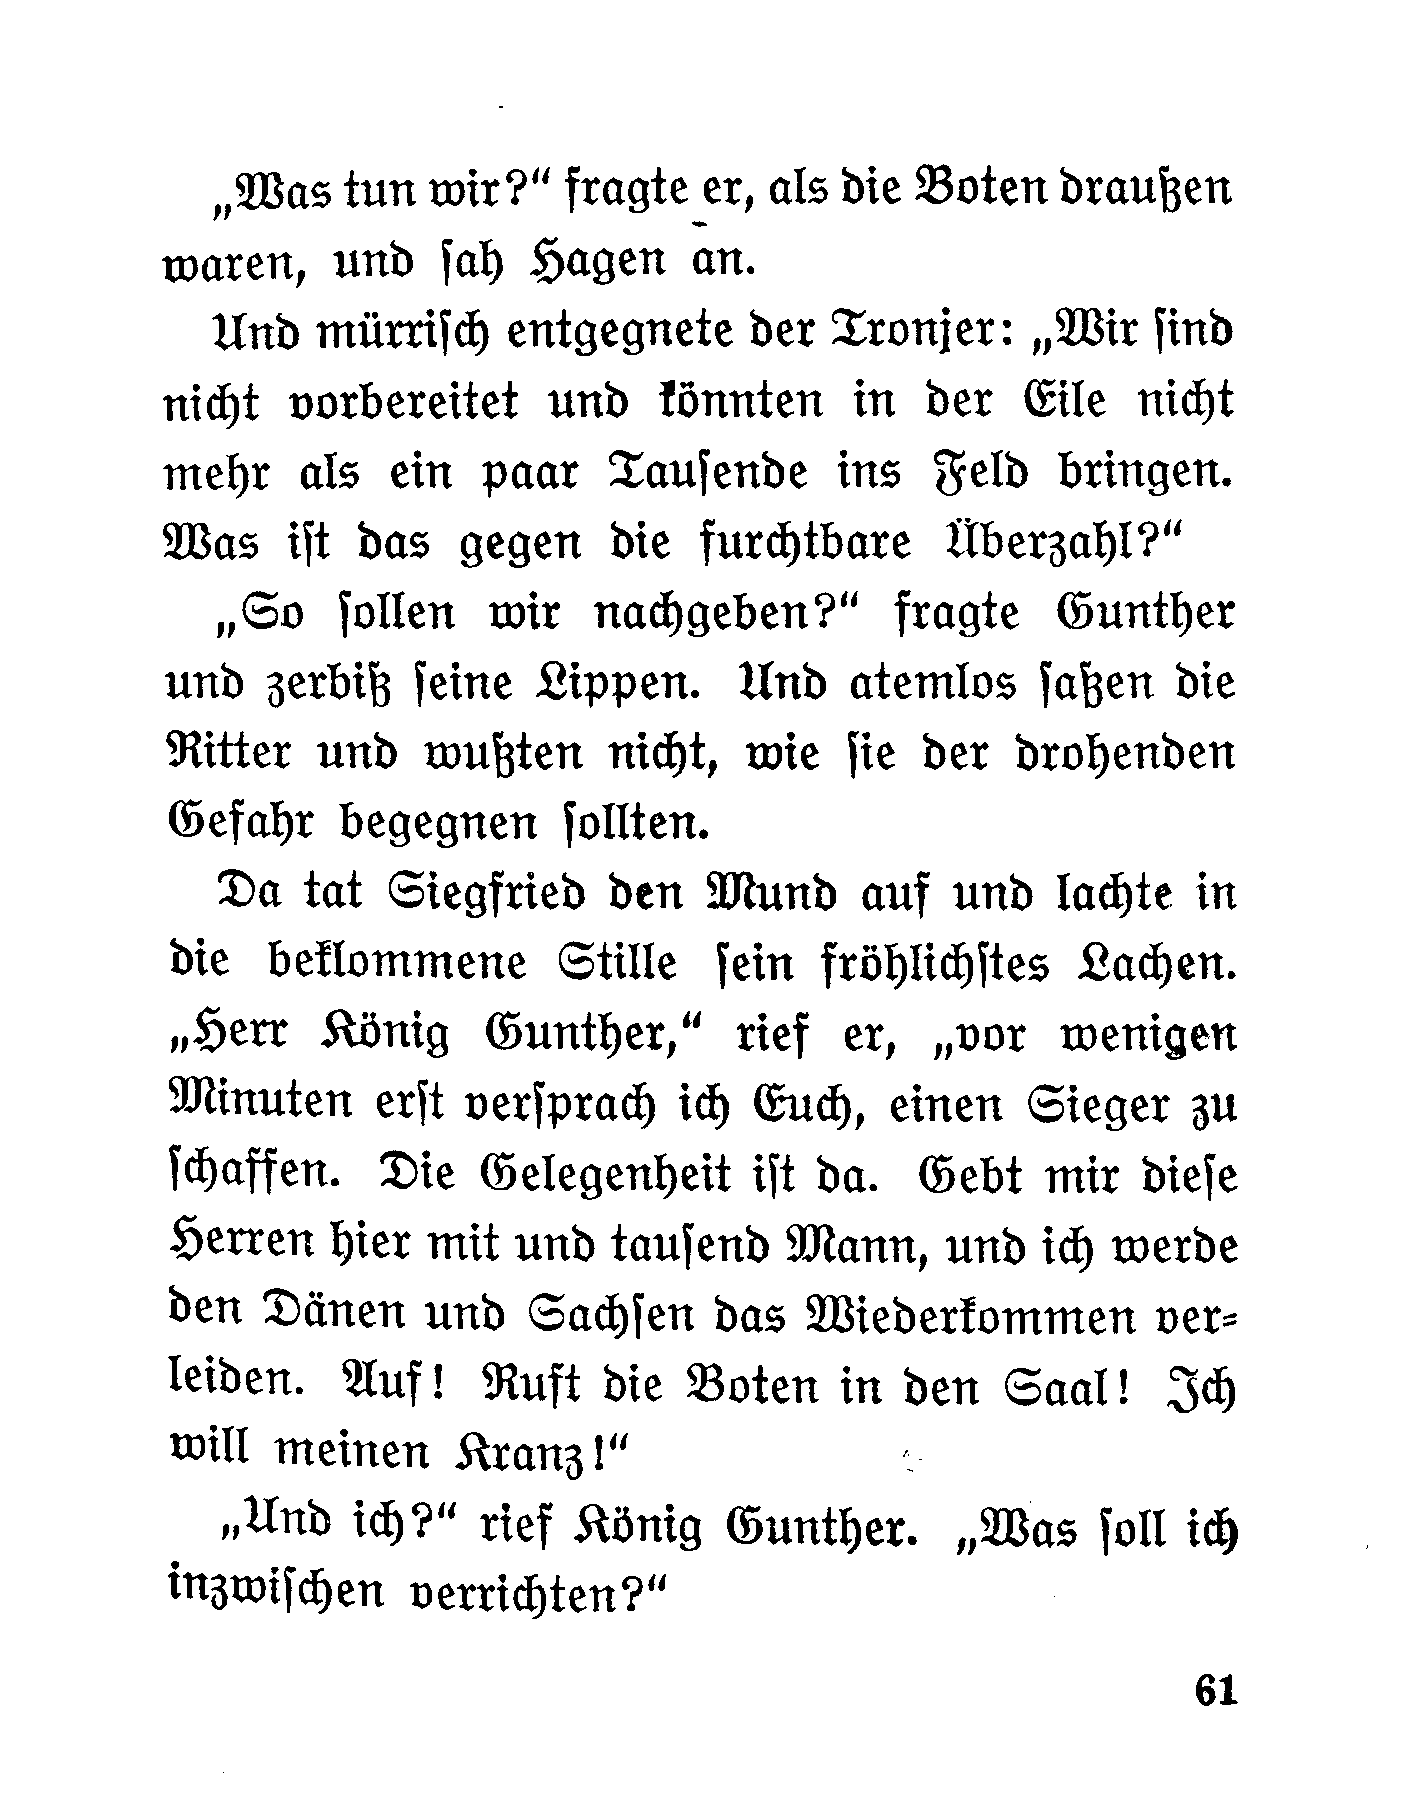 „Was tun wir?“ fragte er, als die Boten draußen
waren, und ſah Hagen an.
Und mürriſch entgegnete der Tronjer: „Wir ſind
nicht vorbereitet und könnten in der Eile nicht
mehr als ein paar Tauſende ins Feld bringen.
Was iſt das gegen die furchtbare Überzahl?“
„So ſollen wir nachgeben?“ fragte Gunther
und zerbiß ſeine Lippen. Und atemlos ſaßen die
Ritter und wußten nicht, wie ſie der drohenden
Gefahr begegnen ſollten.
Da tat Siegfried den Mund auf und lachte in
die beklommene Stille ſein fröhlichſtes Lachen.
„Herr König Gunther,“ rief er, „vor wenigen
Minuten erſt verſprach ich Euch, einen Sieger zu
ſchaffen. Die Gelegenheit iſt da. Gebt mir dieſe
Herren hier mit und tauſend Mann, und ich werde
den Dänen und Sachſen das Wiederkommen ver⸗
leiden. Auf! Ruft die Boten in den Saal! Ich
will meinen Kranz!“
„Und ich?“ rief König Gunther. „Was ſoll ich
inzwiſchen verrichten?“
61